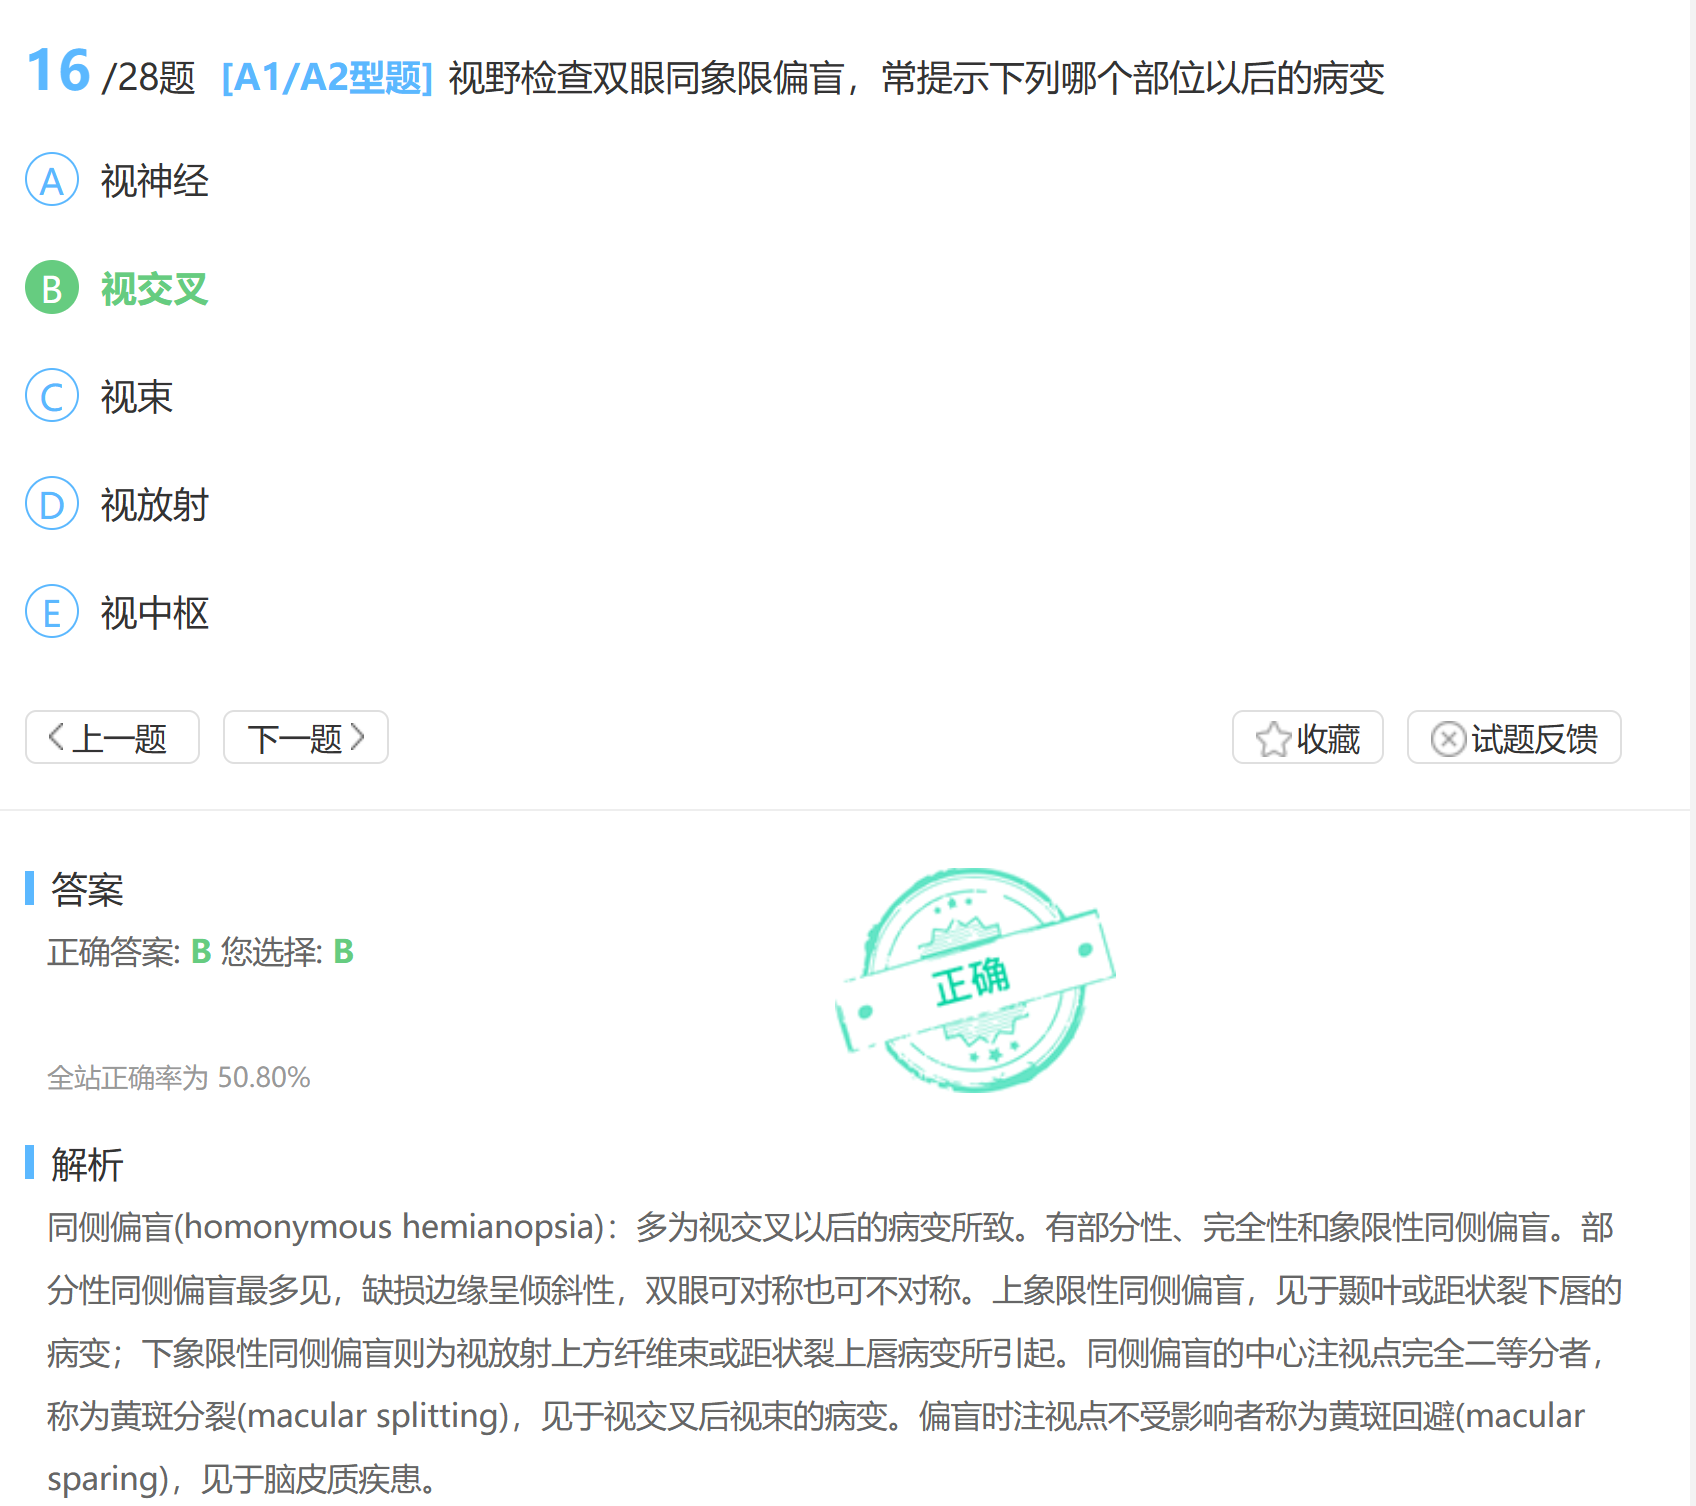 16 /28题 [A1/A2型题] 视野检查双眼同象限偏盲，常提示下列哪个部位以后的病变
A 视神经
B 视交叉
C 视束
D 视放射
E 视中枢
上一题 下一题 收藏 试题反馈
答案
正确答案: B 您选择: B
正确
全站正确率为 50.80%
解析
同侧偏盲(homonymous hemianopsia)：多为视交叉以后的病变所致。有部分性、完全性和象限性同侧偏盲。部
分性同侧偏盲最多见，缺损边缘呈倾斜性，双眼可对称也可不对称。上象限性同侧偏盲，见于颞叶或距状裂下唇的
病变；下象限性同侧偏盲则为视放射上方纤维束或距状裂上唇病变所引起。同侧偏盲的中心注视点完全二等分者，
称为黄斑分裂(macular splitting)，见于视交叉后视束的病变。偏盲时注视点不受影响者称为黄斑回避(macular
sparing)，见于脑皮质疾患。